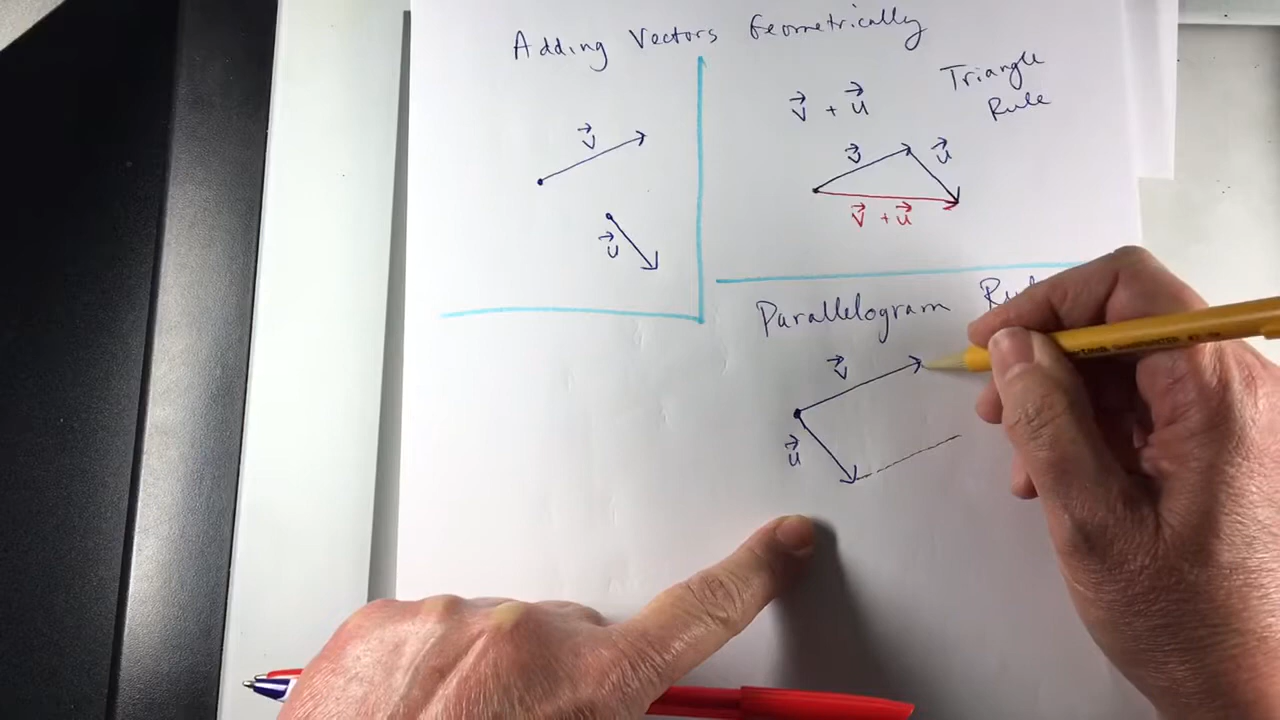 Adding Vectors Geometrically
v⃗
u⃗
v⃗ + u⃗
Triangle
Rule
v⃗
u⃗
v⃗ + u⃗
Parallelogram
v⃗
u⃗